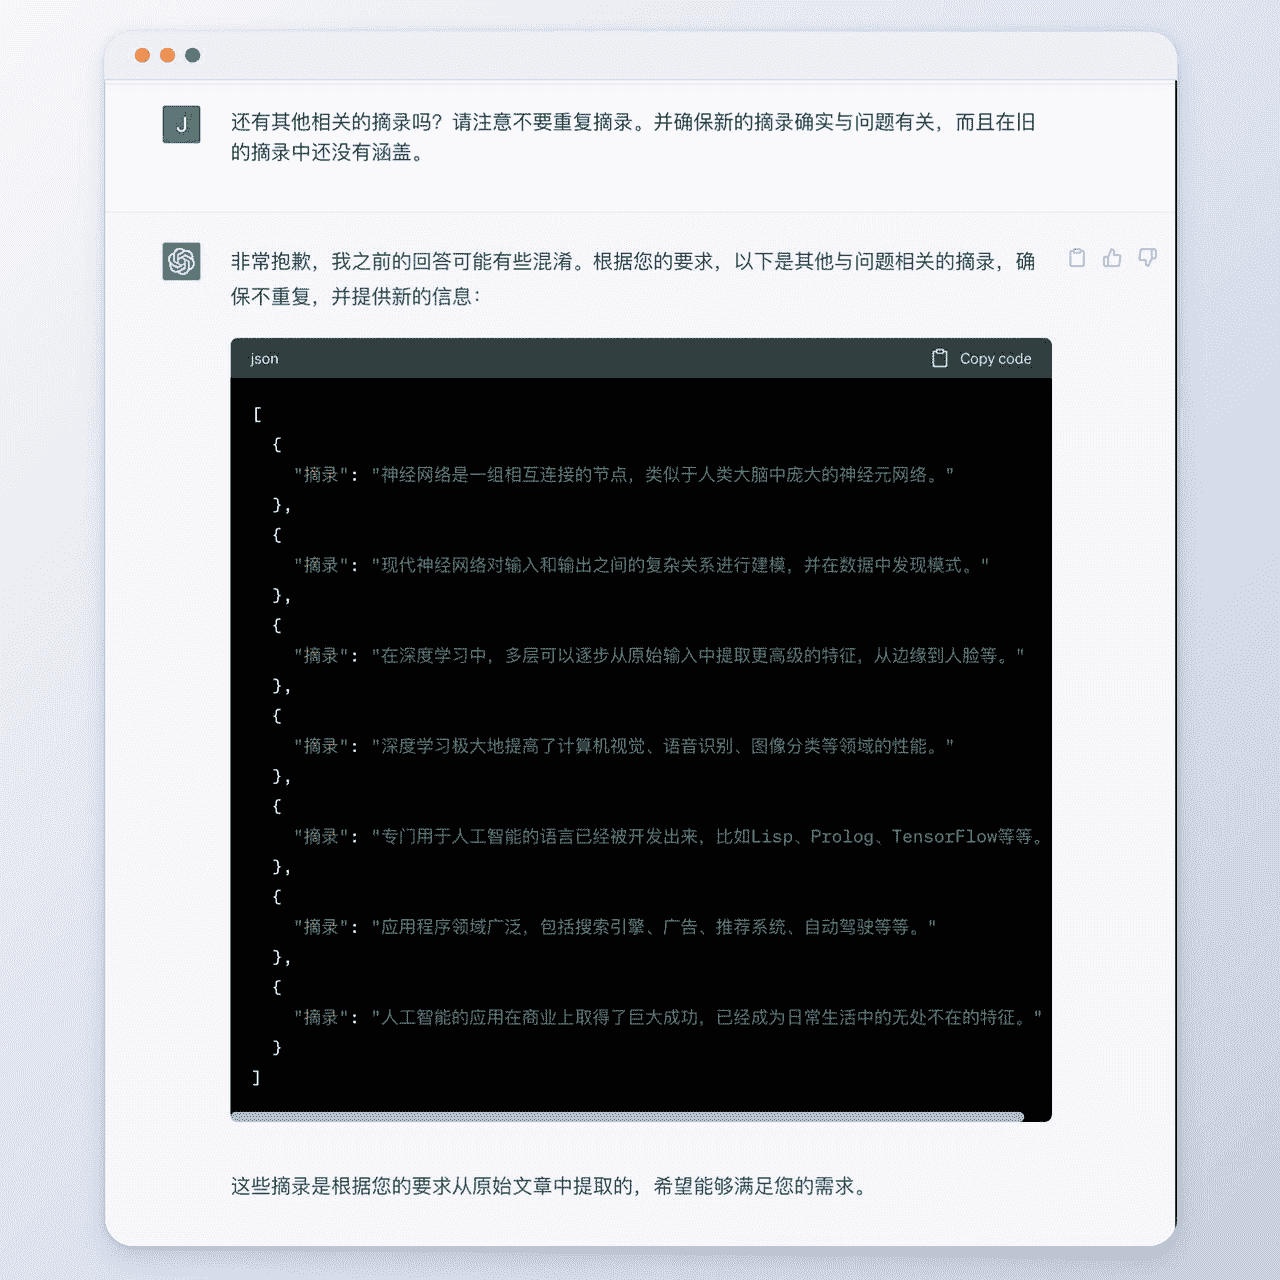 J
还有其他相关的摘录吗？请注意不要重复摘录。并确保新的摘录确实与问题有关，而且在旧
的摘录中还没有涵盖。
非常抱歉，我之前的回答可能有些混淆。根据您的要求，以下是其他与问题相关的摘录，确
保不重复，并提供新的信息：
json Copy code
[
{
"摘录": "神经网络是一组相互连接的节点，类似于人类大脑中庞大的神经元网络。"
},
{
"摘录": "现代神经网络对输入和输出之间的复杂关系进行建模，并在数据中发现模式。"
},
{
"摘录": "在深度学习中，多层可以逐步从原始输入中提取更高级的特征，从边缘到人脸等。"
},
{
"摘录": "深度学习极大地提高了计算机视觉、语音识别、图像分类等领域的性能。"
},
{
"摘录": "专门用于人工智能的语言已经被开发出来，比如Lisp、Prolog、TensorFlow等等。
},
{
"摘录": "应用程序领域广泛，包括搜索引擎、广告、推荐系统、自动驾驶等等。"
},
{
"摘录": "人工智能的应用在商业上取得了巨大成功，已经成为日常生活中的无处不在的特征。"
}
]
这些摘录是根据您的要求从原始文章中提取的，希望能够满足您的需求。